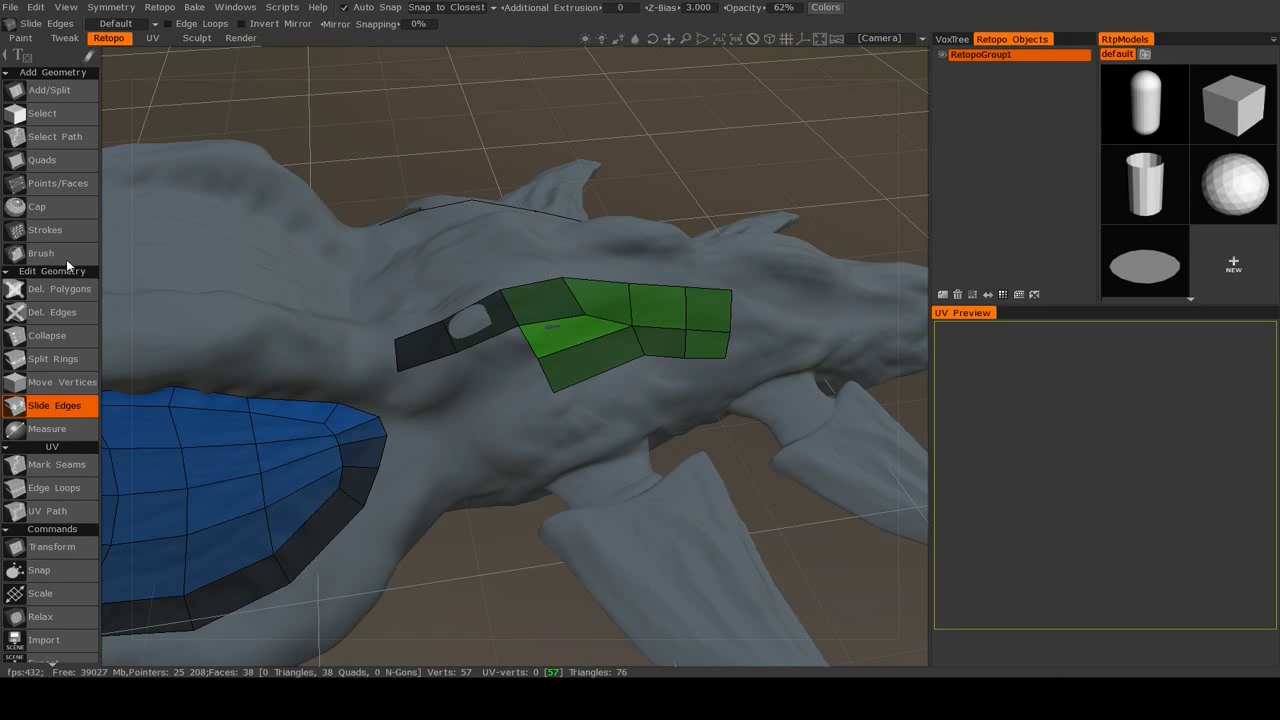 File Edit View Symmetry Retopo Bake Windows Scripts Help Auto Snap Snap to Closest Additional Extrusion 0 Z-Bias 3.000 Opacity 62% Colors
Slide Edges Default Edge Loops Invert Mirror Mirror Snapping 0%
Paint Tweak Retopo UV Sculpt Render [Camera] VoxTree Retopo Objects RtpModels
RetopoGroup1 default
Add Geometry
Add/Split
Select
Select Path
Quads
Points/Faces
Cap
Strokes
Brush
NEW
Edit Geometry
Del. Polygons
Del. Edges
UV Preview
Collapse
Split Rings
Move Vertices
Slide Edges
Measure
UV
Mark Seams
Edge Loops
UV Path
Commands
Transform
Snap
Scale
Relax
Import
SCENE
SCENE
fps:432; Free: 39027 Mb,Pointers: 25 208;Faces: 38 [0 Triangles, 38 Quads, 0 N-Gons] Verts: 57 UV-verts: 0 [57] Triangles: 76